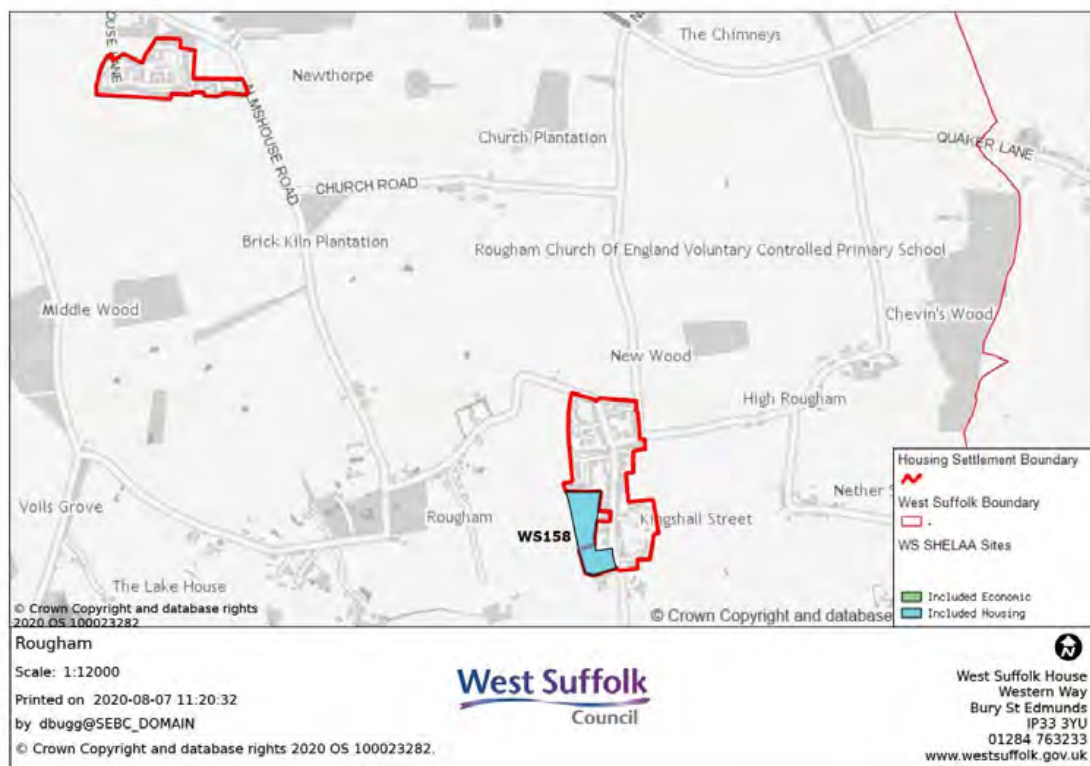 OUSE LANE
ALMSHOUSE ROAD
Newthorpe
The Chimneys
Church Plantation
QUAKER LANE
CHURCH ROAD
Brick Kiln Plantation
Rougham Church Of England Voluntary Controlled Primary School
Middle Wood
Chevin's Wood
New Wood
High Rougham
Housing Settlement Boundary
West Suffolk Boundary
.
WS SHELAA Sites
Included Economic
Included Housing
Voils Grove
Rougham
WS158
Kingshall Street
Nether
The Lake House
© Crown Copyright and database rights
2020 OS 100023282
© Crown Copyright and database
Rougham
Scale: 1:12000
Printed on 2020-08-07 11:20:32
by dbugg@SEBC_DOMAIN
© Crown Copyright and database rights 2020 OS 100023282.
West Suffolk
Council
N
West Suffolk House
Western Way
Bury St Edmunds
IP33 3YU
01284 763233
www.westsuffolk.gov.uk